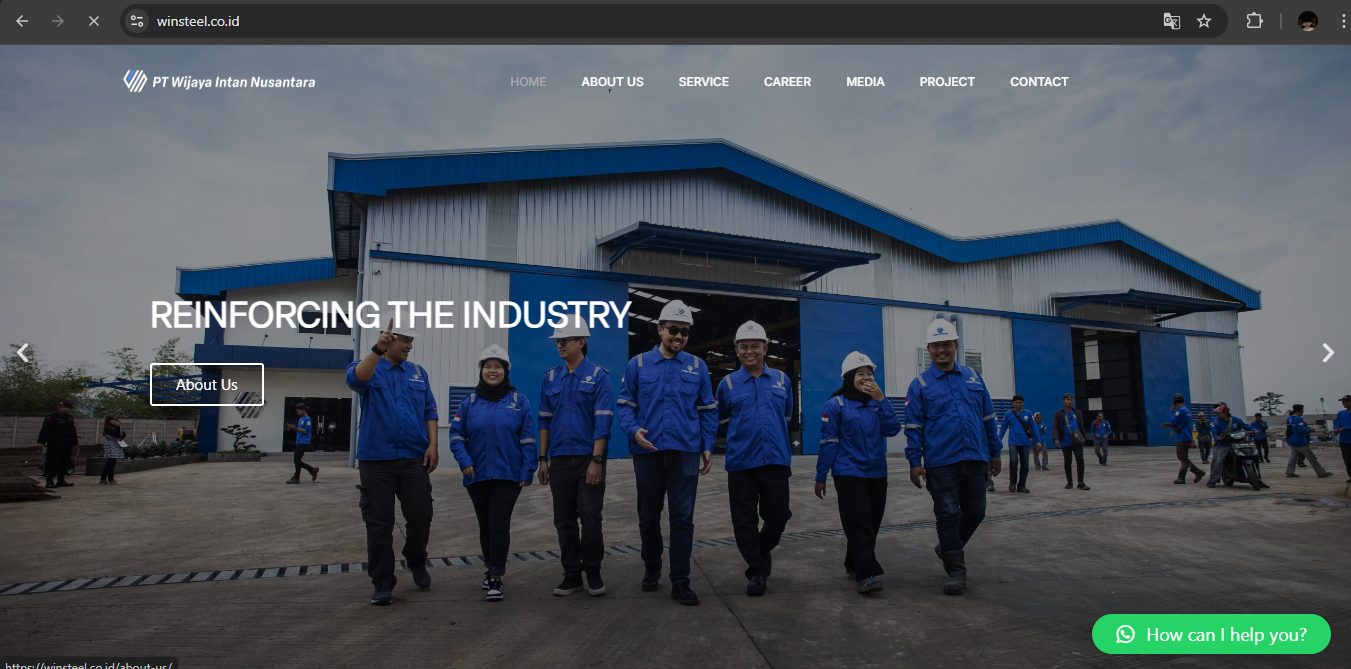 winsteel.co.id
PT Wijaya Intan Nusantara
HOME ABOUT US SERVICE CAREER MEDIA PROJECT CONTACT
REINFORCING THE INDUSTRY
About Us
How can I help you?
https://winsteel.co.id/about-us/